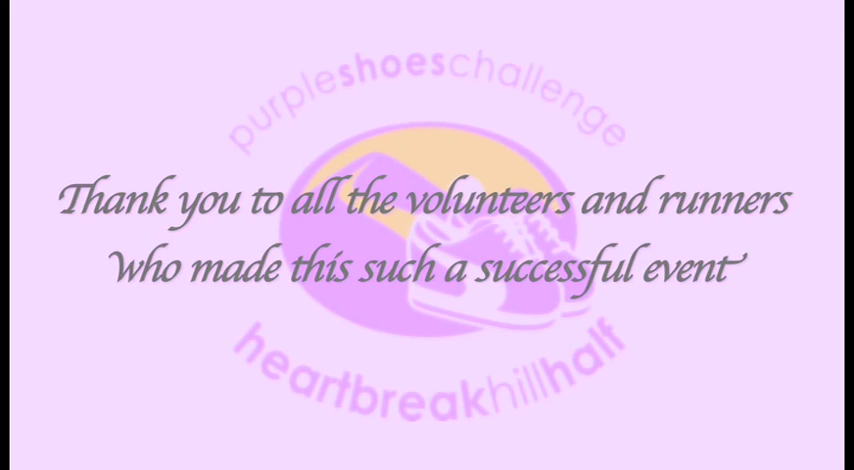 purpleshoeschallenge
Thank you to all the volunteers and runners
who made this such a successful event
heartbreakhillhalf